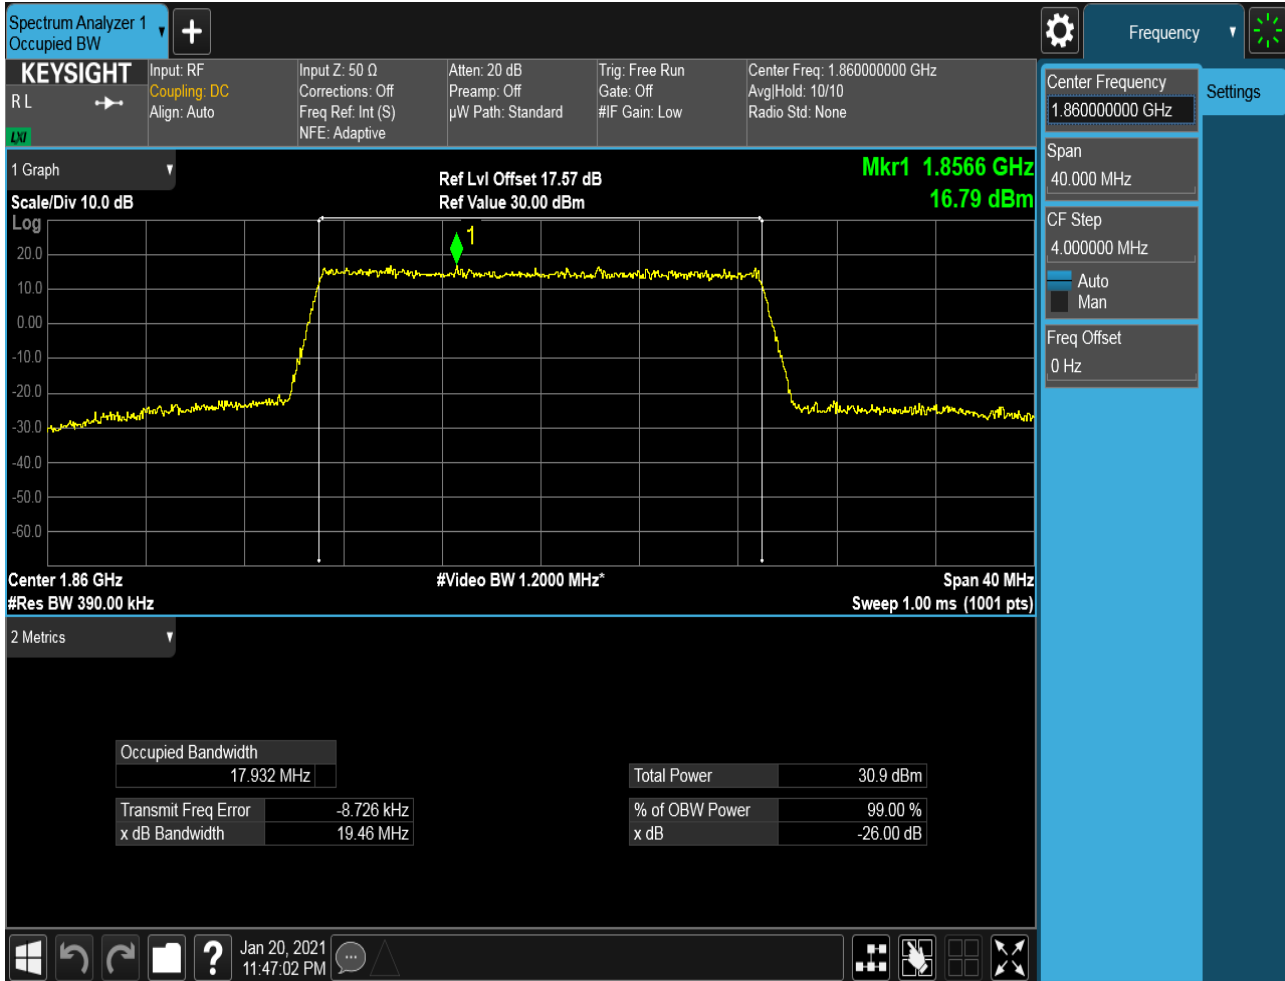 Spectrum Analyzer 1
Occupied BW
+
Frequency
KEYSIGHT
R L
LXI
Input: RF
Coupling: DC
Align: Auto
Input Z: 50 Ω
Corrections: Off
Freq Ref: Int (S)
NFE: Adaptive
Atten: 20 dB
Preamp: Off
µW Path: Standard
Trig: Free Run
Gate: Off
#IF Gain: Low
Center Freq: 1.860000000 GHz
Avg|Hold: 10/10
Radio Std: None
Center Frequency
1.860000000 GHz
Settings
Span
40.000 MHz
CF Step
4.000000 MHz
Auto
Man
Freq Offset
0 Hz
1 Graph
Scale/Div 10.0 dB
Log
Ref Lvl Offset 17.57 dB
Ref Value 30.00 dBm
Mkr1 1.8566 GHz
16.79 dBm
1
20.0
10.0
0.00
-10.0
-20.0
-30.0
-40.0
-50.0
-60.0
Center 1.86 GHz
#Res BW 390.00 kHz
#Video BW 1.2000 MHz*
Span 40 MHz
Sweep 1.00 ms (1001 pts)
2 Metrics
Occupied Bandwidth
17.932 MHz
Transmit Freq Error -8.726 kHz
x dB Bandwidth 19.46 MHz
Total Power 30.9 dBm
% of OBW Power 99.00 %
x dB -26.00 dB
?
Jan 20, 2021
11:47:02 PM